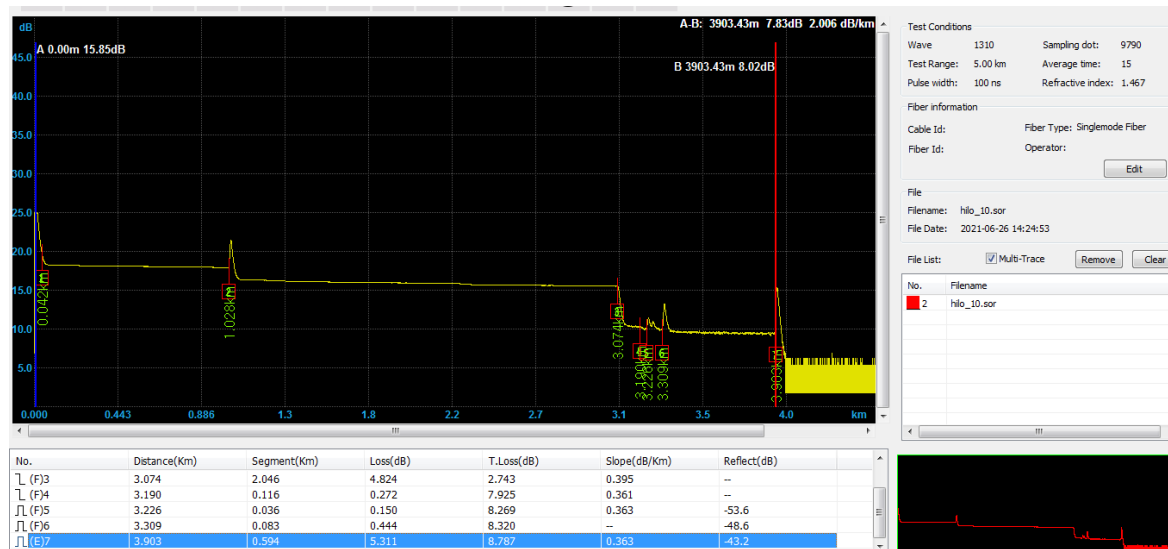 dB
A-B: 3903.43m 7.83dB 2.006 dB/km
A 0.00m 15.85dB
B 3903.43m 8.02dB
45.0
40.0
35.0
30.0
25.0
20.0
15.0
10.0
5.0
0.042km
1.028km
3.074km
3.190km
3.226km
3.309km
3.903km
2
6
0.000 0.443 0.886 1.3 1.8 2.2 2.7 3.1 3.5 4.0 km
Test Conditions
Wave 1310 Sampling dot: 9790
Test Range: 5.00 km Average time: 15
Pulse width: 100 ns Refractive index: 1.467
Fiber information
Cable Id: Fiber Type: Singlemode Fiber
Fiber Id: Operator:
Edit
File
Filename: hilo_10.sor
File Date: 2021-06-26 14:24:53
File List: Multi-Trace Remove Clear
No. Filename
2 hilo_10.sor
No. Distance(Km) Segment(Km) Loss(dB) T.Loss(dB) Slope(dB/Km) Reflect(dB)
(F)3 3.074 2.046 4.824 2.743 0.395 --
(F)4 3.190 0.116 0.272 7.925 0.361 --
(F)5 3.226 0.036 0.150 8.269 0.363 -53.6
(F)6 3.309 0.083 0.444 8.320 -- -48.6
(E)7 3.903 0.594 5.311 8.787 0.363 -43.2